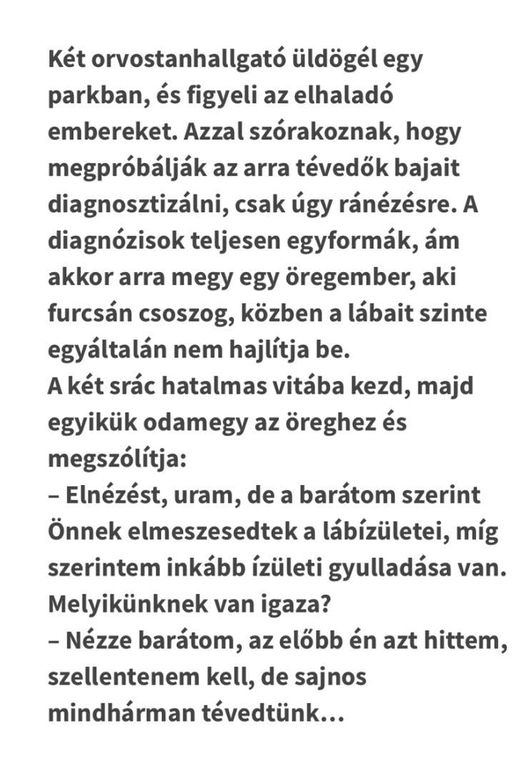 Két orvostanhallgató üldögél egy
parkban, és figyeli az elhaladó
embereket. Azzal szórakoznak, hogy
megpróbálják az arra tévedők bajait
diagnosztizálni, csak úgy ránézésre. A
diagnózisok teljesen egyformák, ám
akkor arra megy egy öregember, aki
furcsán csoszog, közben a lábait szinte
egyáltalán nem hajlítja be.
A két srác hatalmas vitába kezd, majd
egyikük odamegy az öreghez és
megszólítja:
– Elnézést, uram, de a barátom szerint
Önnek elmeszesedtek a lábízületei, míg
szerintem inkább ízületi gyulladása van.
Melyikünknek van igaza?
– Nézze barátom, az előbb én azt hittem,
szellentenem kell, de sajnos
mindhárman tévedtünk…